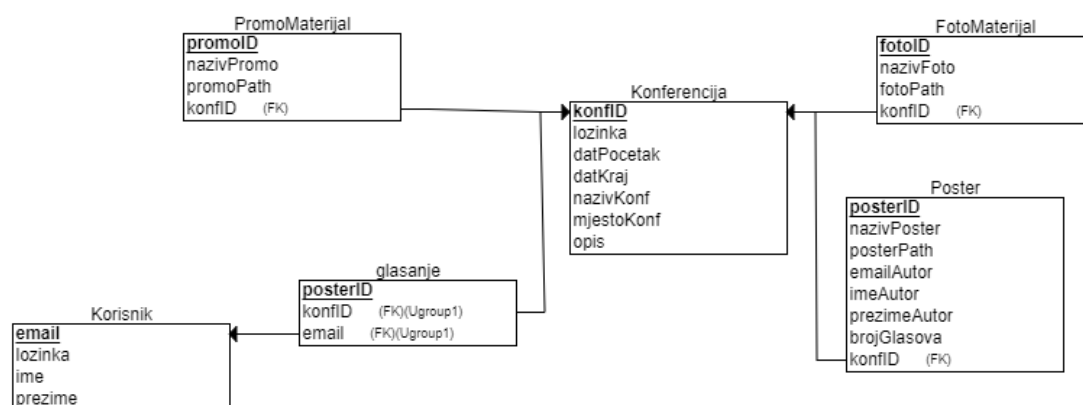 PromoMaterijal
promoID
nazivPromo
promoPath
konfID (FK)
FotoMaterijal
fotoID
nazivFoto
fotoPath
konfID (FK)
Konferencija
konfID
lozinka
datPocetak
datKraj
nazivKonf
mjestoKonf
opis
Poster
posterID
nazivPoster
posterPath
emailAutor
imeAutor
prezimeAutor
brojGlasova
konfID (FK)
glasanje
posterID
konfID (FK)(Ugroup1)
email (FK)(Ugroup1)
Korisnik
email
lozinka
ime
prezime